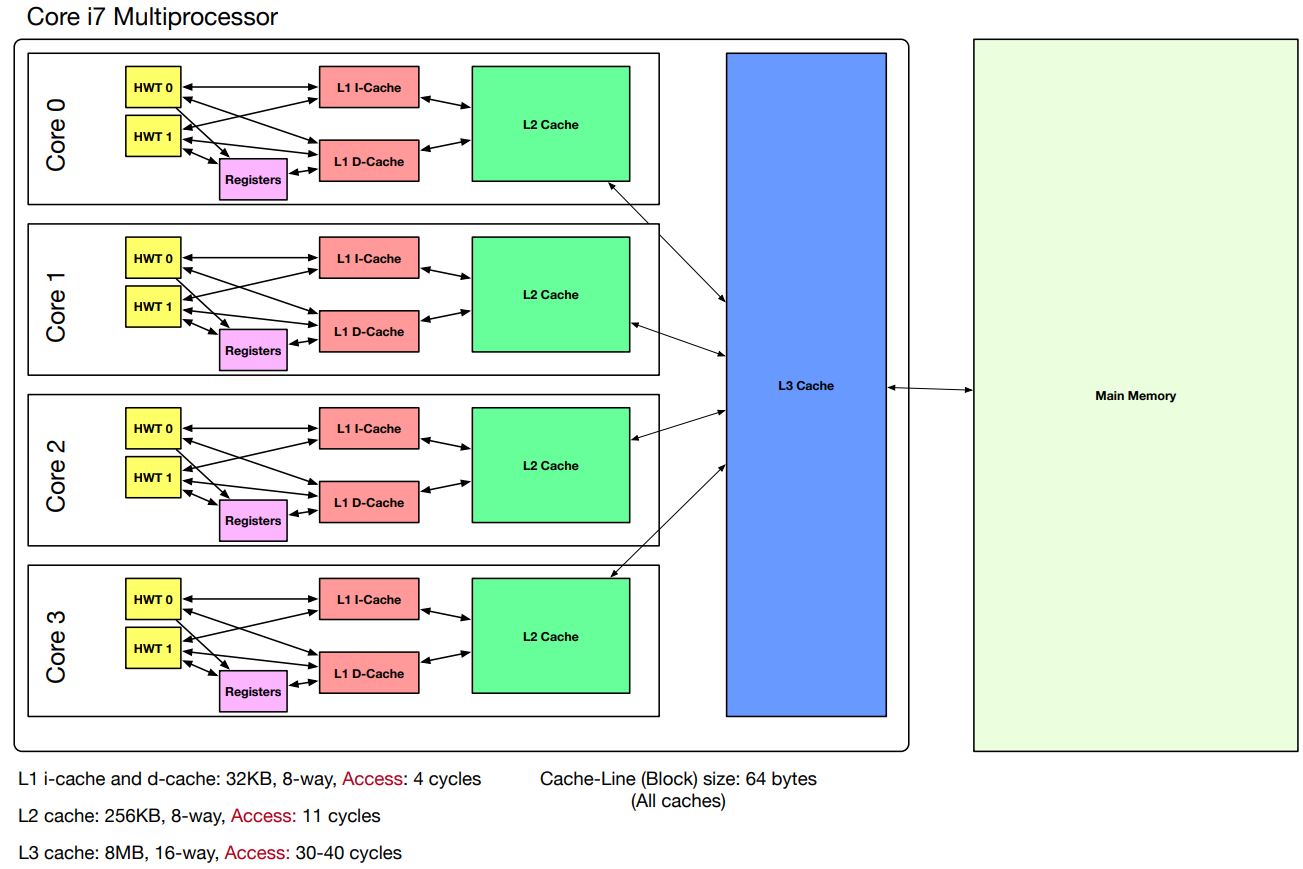 Core i7 Multiprocessor
Core 0
HWT 0
HWT 1
Registers
L1 I-Cache
L1 D-Cache
L2 Cache
Core 1
HWT 0
HWT 1
Registers
L1 I-Cache
L1 D-Cache
L2 Cache
Core 2
HWT 0
HWT 1
Registers
L1 I-Cache
L1 D-Cache
L2 Cache
Core 3
HWT 0
HWT 1
Registers
L1 I-Cache
L1 D-Cache
L2 Cache
L3 Cache
Main Memory
L1 i-cache and d-cache: 32KB, 8-way, Access: 4 cycles
L2 cache: 256KB, 8-way, Access: 11 cycles
L3 cache: 8MB, 16-way, Access: 30-40 cycles
Cache-Line (Block) size: 64 bytes
(All caches)